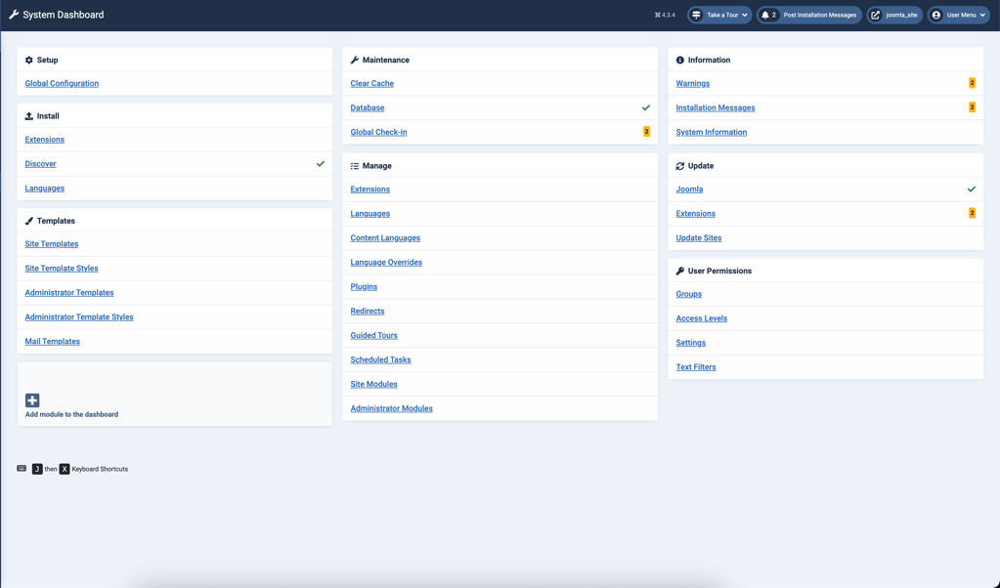 System Dashboard
4.3.4
Take a Tour
2 Post Installation Messages
joomla_site
User Menu
Setup
Global Configuration
Install
Extensions
Discover
Languages
Templates
Site Templates
Site Template Styles
Administrator Templates
Administrator Template Styles
Mail Templates
Add module to the dashboard
Maintenance
Clear Cache
Database
Global Check-in 2
Manage
Extensions
Languages
Content Languages
Language Overrides
Plugins
Redirects
Guided Tours
Scheduled Tasks
Site Modules
Administrator Modules
Information
Warnings 2
Installation Messages 2
System Information
Update
Joomla
Extensions 2
Update Sites
User Permissions
Groups
Access Levels
Settings
Text Filters
J then X Keyboard Shortcuts